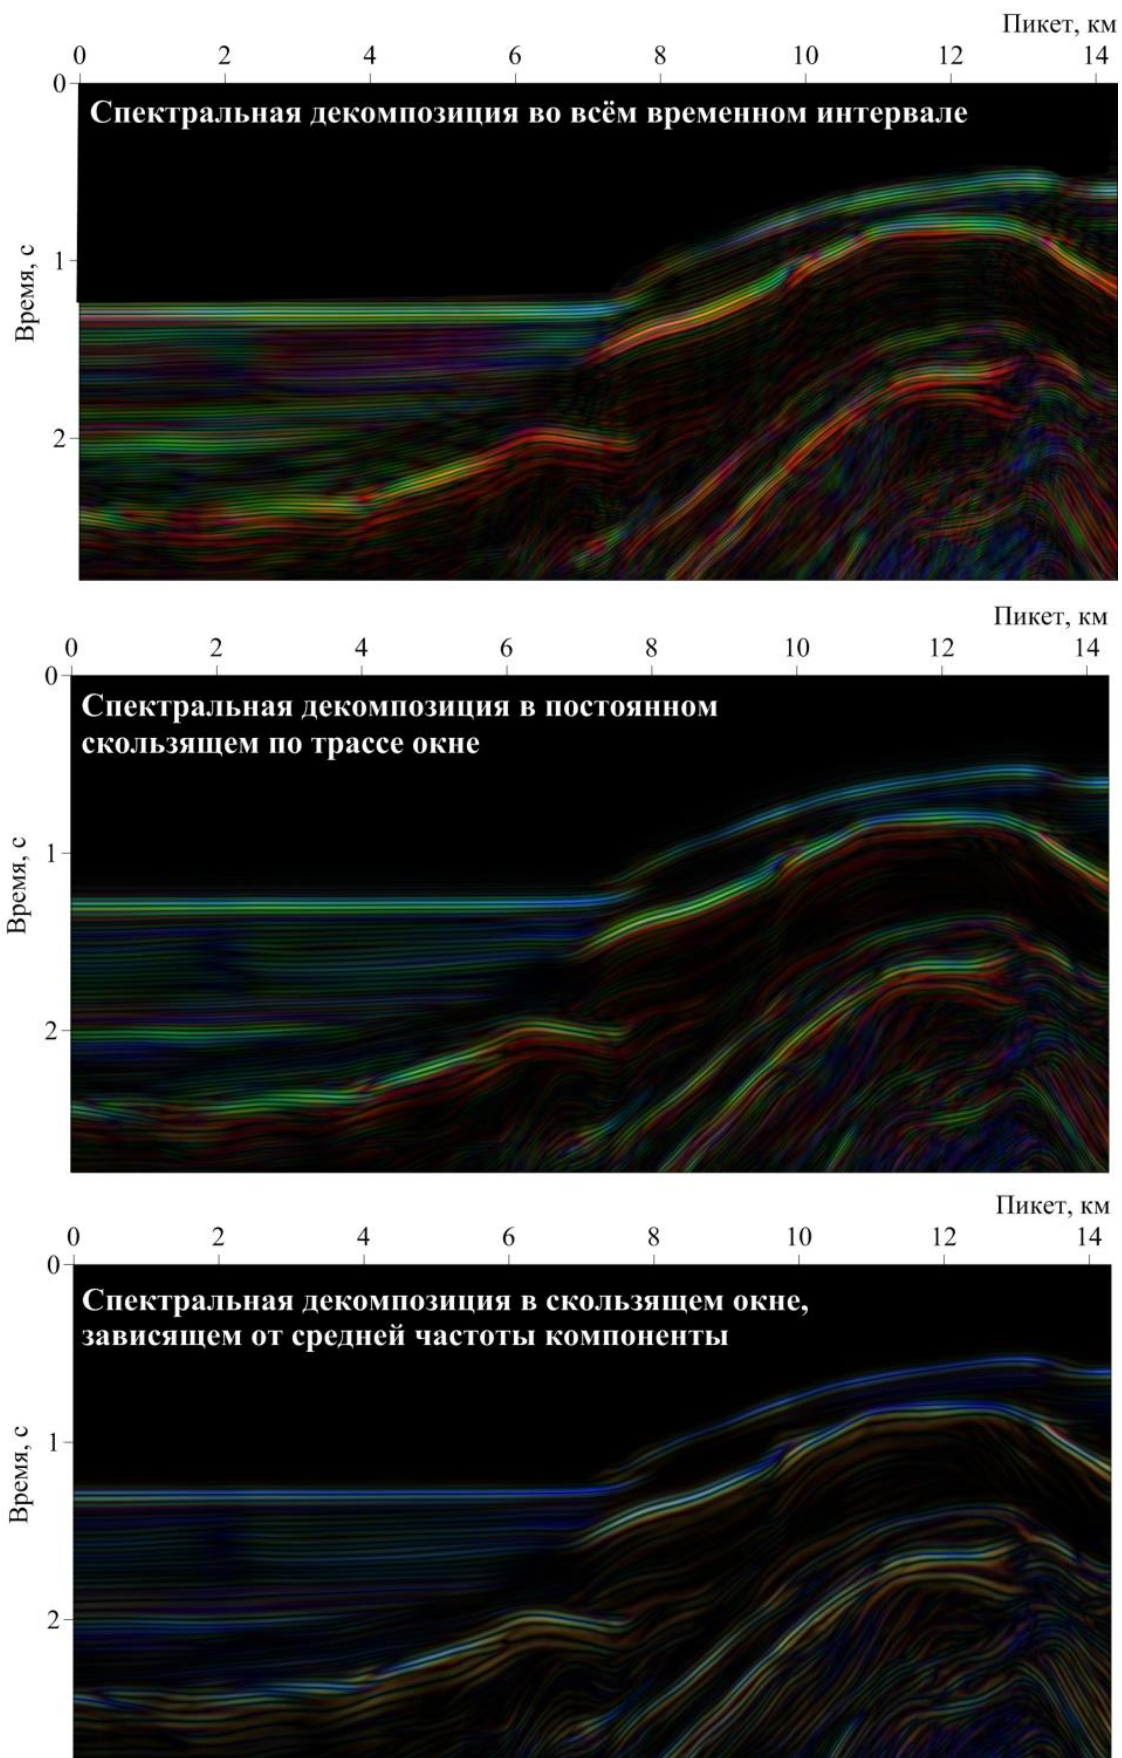 Пикет, км
0 2 4 6 8 10 12 14
0
Спектральная декомпозиция во всём временном интервале
1
Время, с
2
Пикет, км
0 2 4 6 8 10 12 14
0
Спектральная декомпозиция в постоянном
скользящем по трассе окне
1
Время, с
2
Пикет, км
0 2 4 6 8 10 12 14
0
Спектральная декомпозиция в скользящем окне,
зависящем от средней частоты компоненты
1
Время, с
2